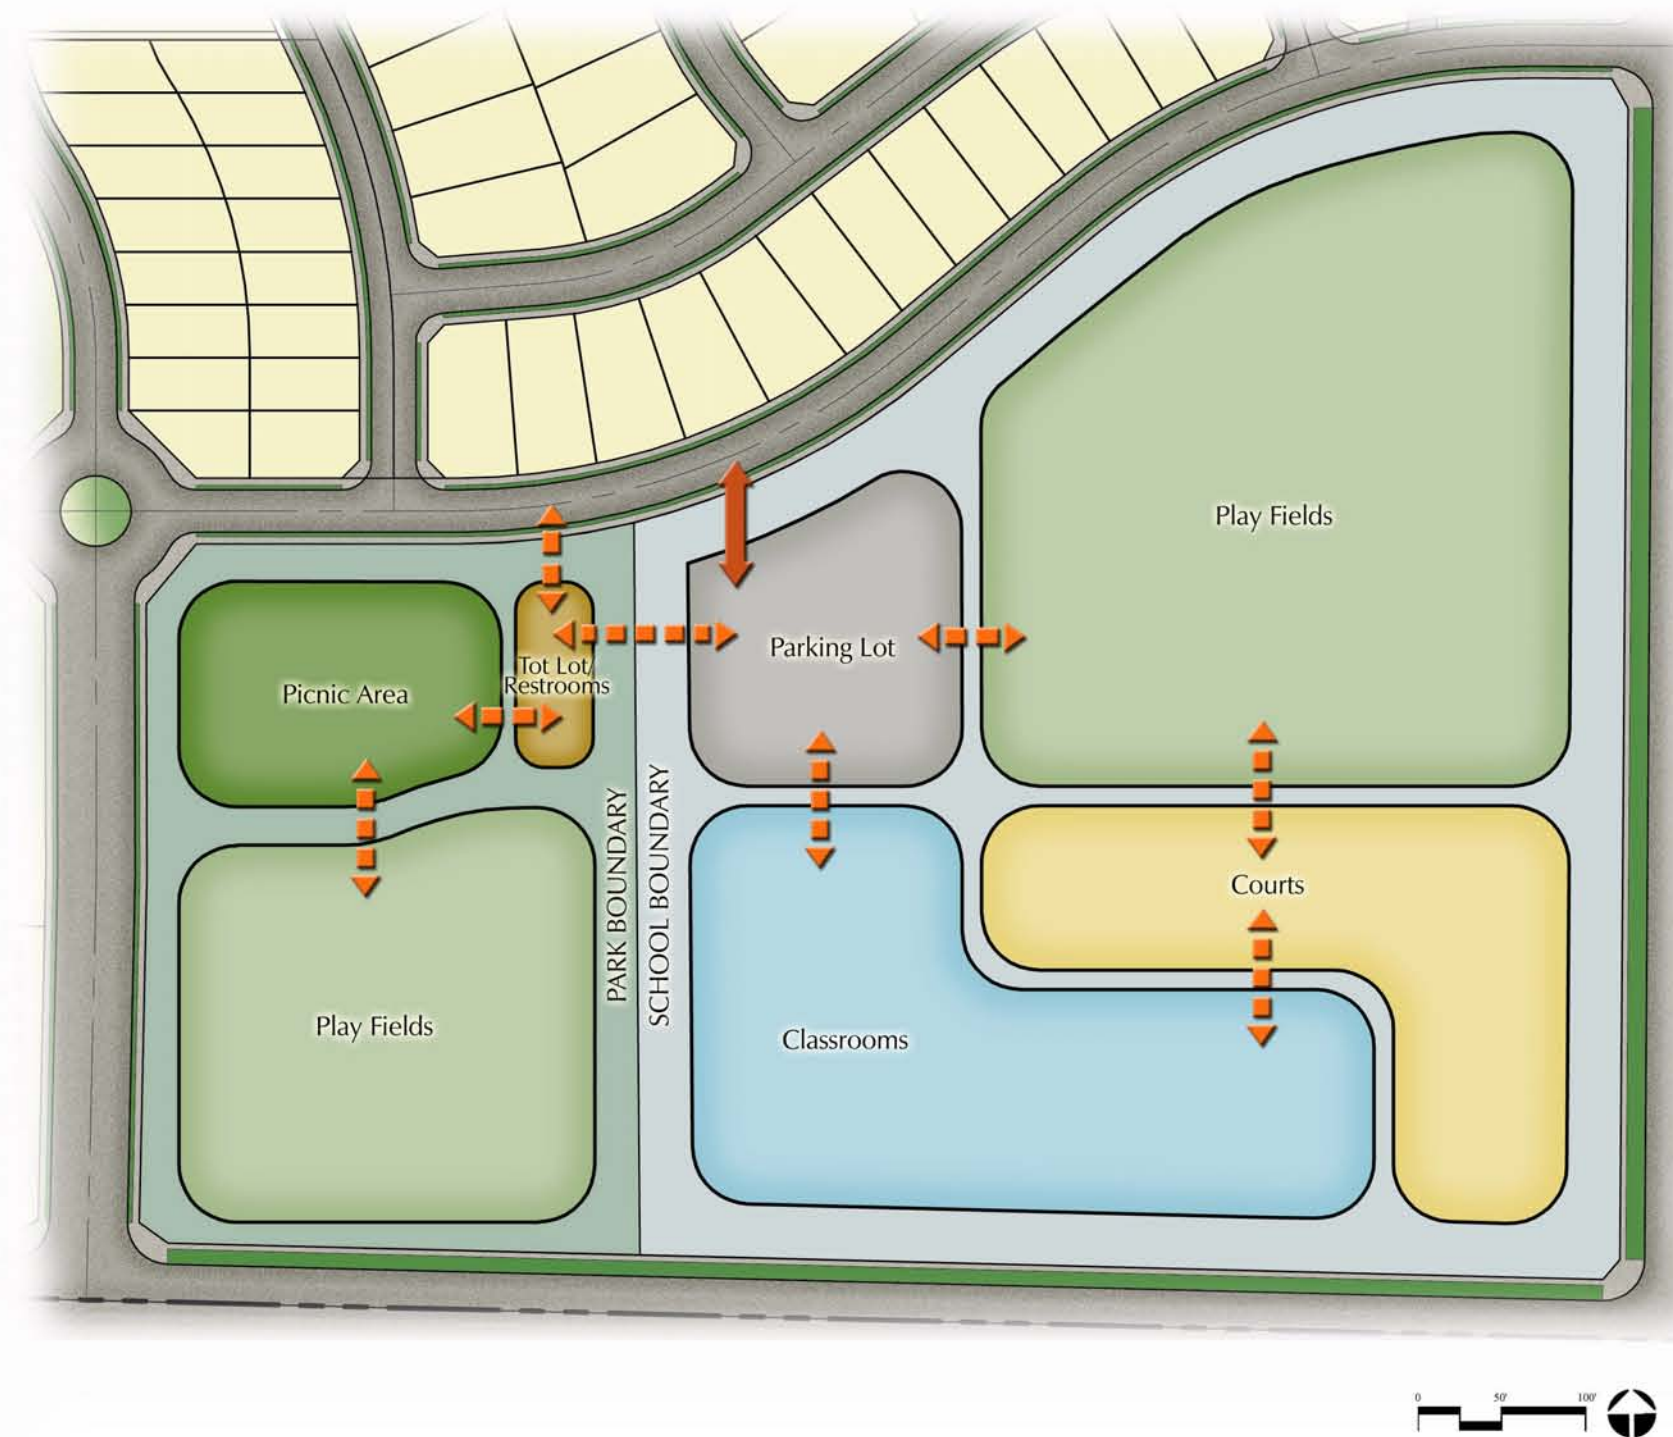 Play Fields
Parking Lot
Tot Lot/
Restrooms
Picnic Area
PARK BOUNDARY
SCHOOL BOUNDARY
Courts
Play Fields
Classrooms
0 50' 100'